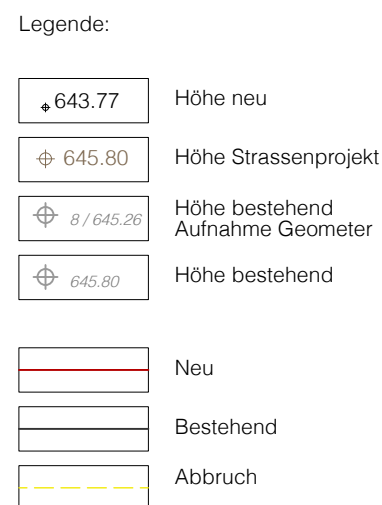 Legende:
643.77 Höhe neu
645.80 Höhe Strassenprojekt
8 / 645.26 Höhe bestehend
Aufnahme Geometer
645.80 Höhe bestehend
Neu
Bestehend
Abbruch